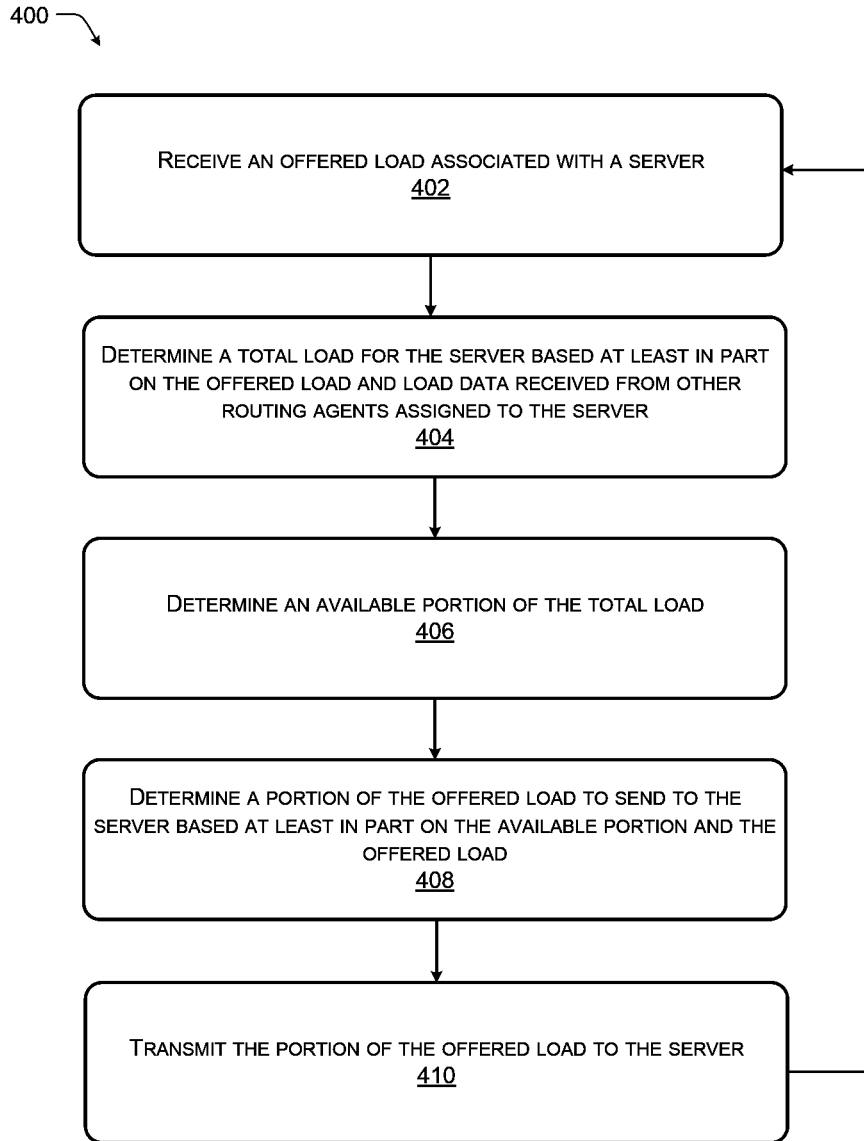 400
RECEIVE AN OFFERED LOAD ASSOCIATED WITH A SERVER
402
DETERMINE A TOTAL LOAD FOR THE SERVER BASED AT LEAST IN PART
ON THE OFFERED LOAD AND LOAD DATA RECEIVED FROM OTHER
ROUTING AGENTS ASSIGNED TO THE SERVER
404
DETERMINE AN AVAILABLE PORTION OF THE TOTAL LOAD
406
DETERMINE A PORTION OF THE OFFERED LOAD TO SEND TO THE
SERVER BASED AT LEAST IN PART ON THE AVAILABLE PORTION AND THE
OFFERED LOAD
408
TRANSMIT THE PORTION OF THE OFFERED LOAD TO THE SERVER
410